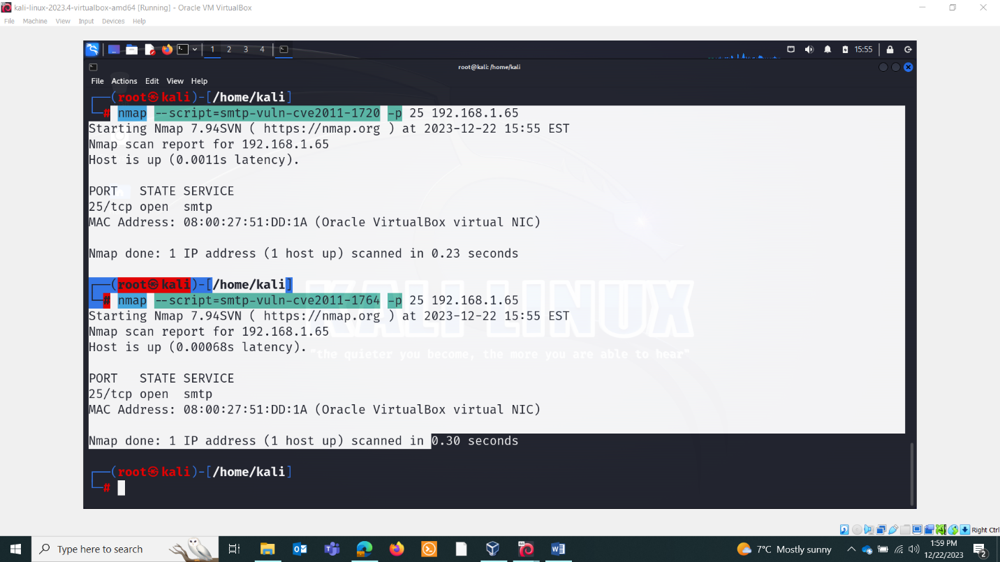 kali-linux-2023.4-virtualbox-amd64 [Running] - Oracle VM VirtualBox
File Machine View Input Devices Help
1 2 3 4 15:55
root@kali: /home/kali
File Actions Edit View Help
┌──(root㉿kali)-[/home/kali]
└─# nmap --script=smtp-vuln-cve2011-1720 -p 25 192.168.1.65
Starting Nmap 7.94SVN ( https://nmap.org ) at 2023-12-22 15:55 EST
Nmap scan report for 192.168.1.65
Host is up (0.0011s latency).
PORT   STATE SERVICE
25/tcp open  smtp
MAC Address: 08:00:27:51:DD:1A (Oracle VirtualBox virtual NIC)
Nmap done: 1 IP address (1 host up) scanned in 0.23 seconds
┌──(root㉿kali)-[/home/kali]
└─# nmap --script=smtp-vuln-cve2011-1764 -p 25 192.168.1.65
Starting Nmap 7.94SVN ( https://nmap.org ) at 2023-12-22 15:55 EST
Nmap scan report for 192.168.1.65
Host is up (0.00068s latency).
KALI LINUX
"the quieter you become, the more you are able to hear"
PORT   STATE SERVICE
25/tcp open  smtp
MAC Address: 08:00:27:51:DD:1A (Oracle VirtualBox virtual NIC)
Nmap done: 1 IP address (1 host up) scanned in 0.30 seconds
┌──(root㉿kali)-[/home/kali]
└─#
Right Ctrl
Type here to search
7°C Mostly sunny
1:59 PM
12/22/2023
2